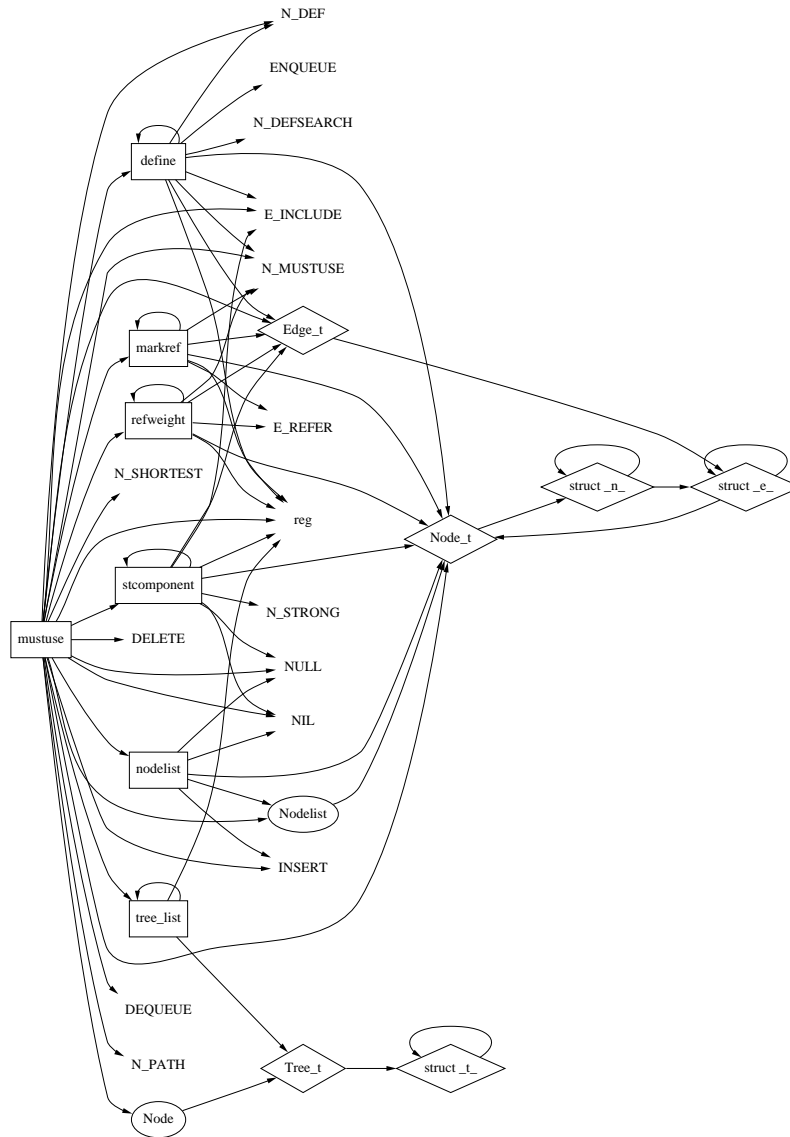 N_DEF
ENQUEUE
N_DEFSEARCH
define
E_INCLUDE
N_MUSTUSE
Edge_t
markref
refweight
E_REFER
N_SHORTEST
struct _n_
struct _e_
reg
Node_t
stcomponent
N_STRONG
mustuse
DELETE
NULL
NIL
nodelist
Nodelist
INSERT
tree_list
DEQUEUE
N_PATH
Tree_t
struct _t_
Node